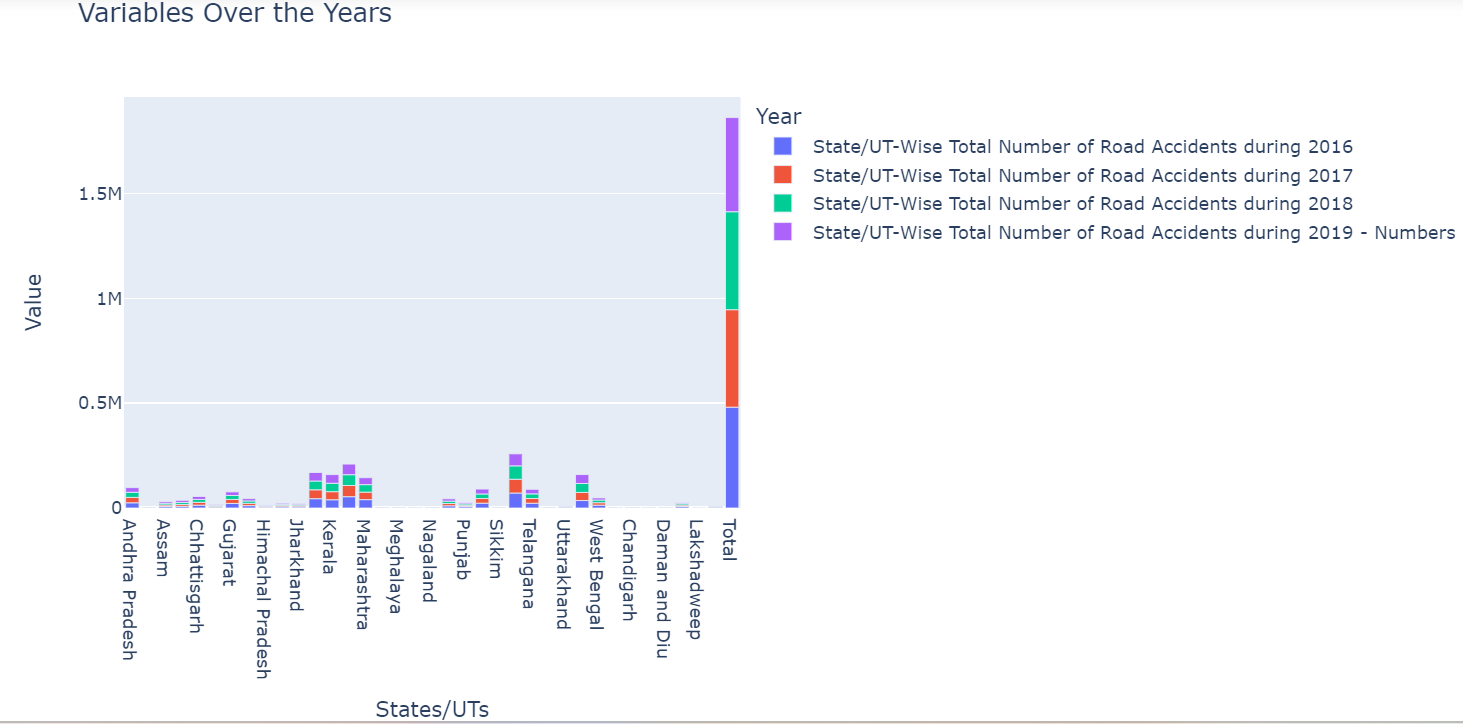 Variables Over the Years
Year
State/UT-Wise Total Number of Road Accidents during 2016
State/UT-Wise Total Number of Road Accidents during 2017
State/UT-Wise Total Number of Road Accidents during 2018
State/UT-Wise Total Number of Road Accidents during 2019 - Numbers
Value
1.5M
1M
0.5M
0
Andhra Pradesh
Assam
Chhattisgarh
Gujarat
Himachal Pradesh
Jharkhand
Kerala
Maharashtra
Meghalaya
Nagaland
Punjab
Sikkim
Telangana
Uttarakhand
West Bengal
Chandigarh
Daman and Diu
Lakshadweep
Total
States/UTs